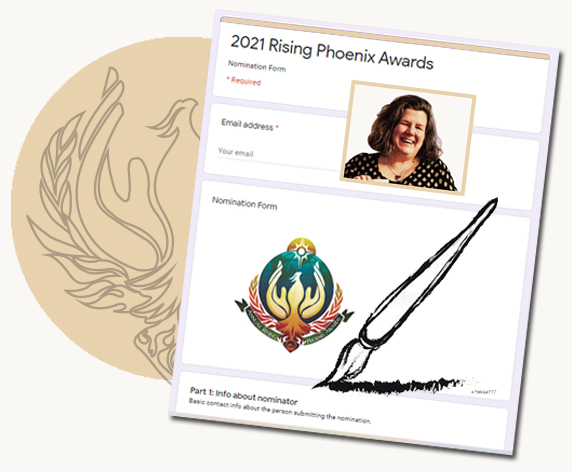 2021 Rising Phoenix Awards
Nomination Form
* Required
Email address *
Your email
Nomination Form
Part 1: Info about nominator
Basic contact info about the person submitting the nomination.